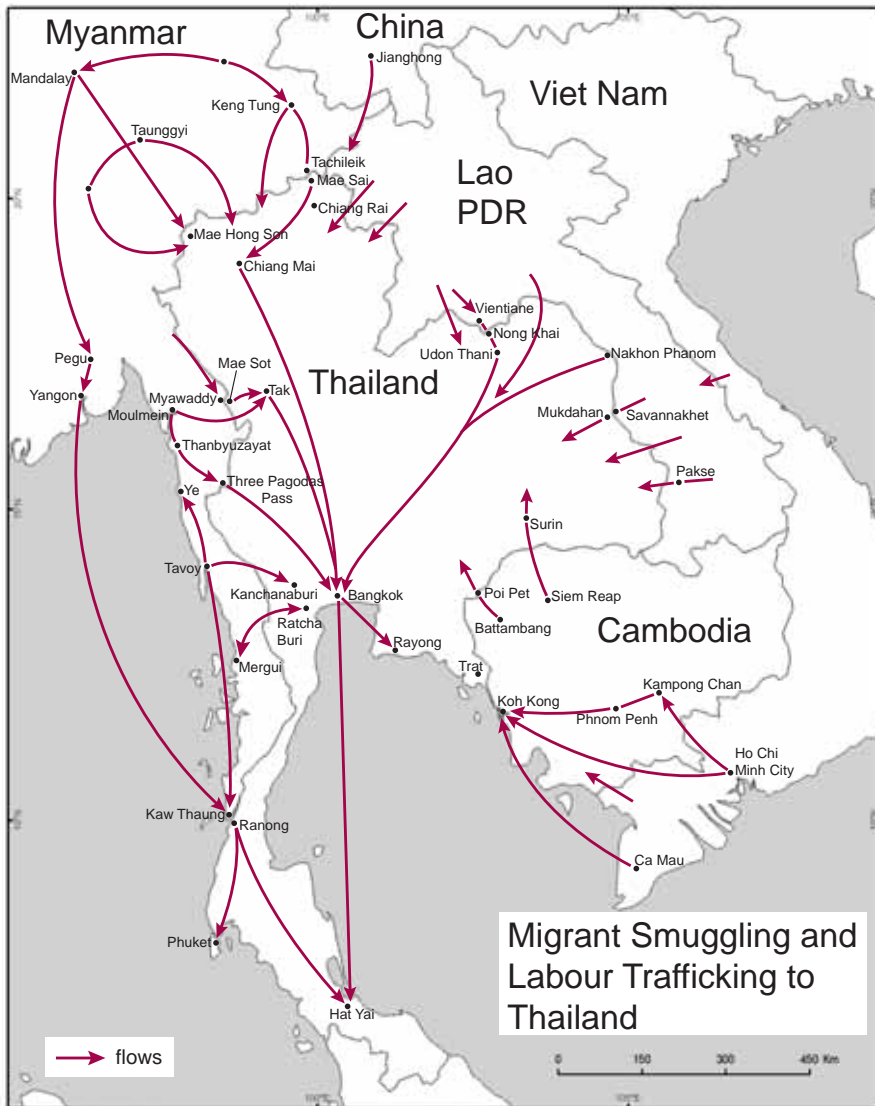 Myanmar
China
Jianghong
Mandalay
Viet Nam
Keng Tung
Taunggyi
Tachileik
Mae Sai
Lao
PDR
Chiang Rai
Mae Hong Son
Chiang Mai
Vientiane
Nong Khai
Udon Thani
Nakhon Phanom
Pegu
Mae Sot
Thailand
Yangon
Myawaddy
Tak
Moulmein
Mukdahan
Savannakhet
Thanbyuzayat
Three Pagodas
Pass
Pakse
Ye
Surin
Tavoy
Kanchanaburi
Bangkok
Poi Pet
Siem Reap
Ratcha
Buri
Battambang
Cambodia
Rayong
Mergui
Trat
Kampong Chan
Koh Kong
Phnom Penh
Ho Chi
Minh City
Kaw Thaung
Ranong
Ca Mau
Phuket
Migrant Smuggling and
Labour Trafficking to
Thailand
Hat Yai
flows
0 150 300 450 Km